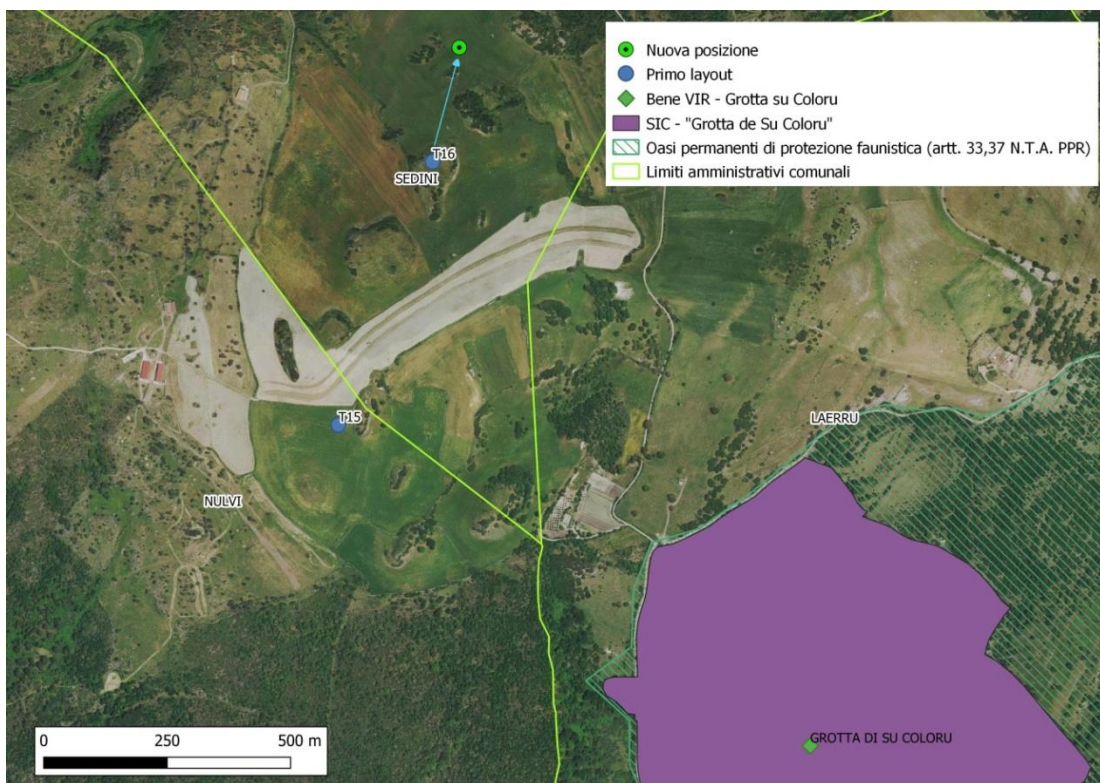 Nuova posizione
Primo layout
Bene VIR - Grotta su Coloru
SIC - "Grotta de Su Coloru"
Oasi permanenti di protezione faunistica (artt. 33,37 N.T.A. PPR)
Limiti amministrativi comunali
T16
SEDINI
T15
LAERRU
NULVI
GROTTA DI SU COLORU
0 250 500 m